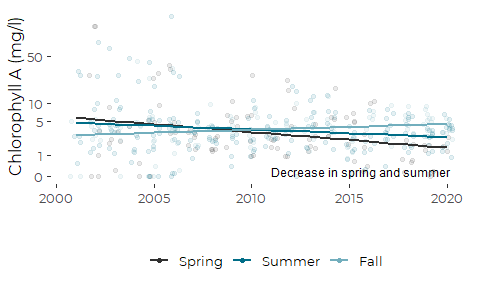 Chlorophyll A (mg/l)
50
10
5
1
0
Decrease in spring and summer
2000 2005 2010 2015 2020
Spring Summer Fall